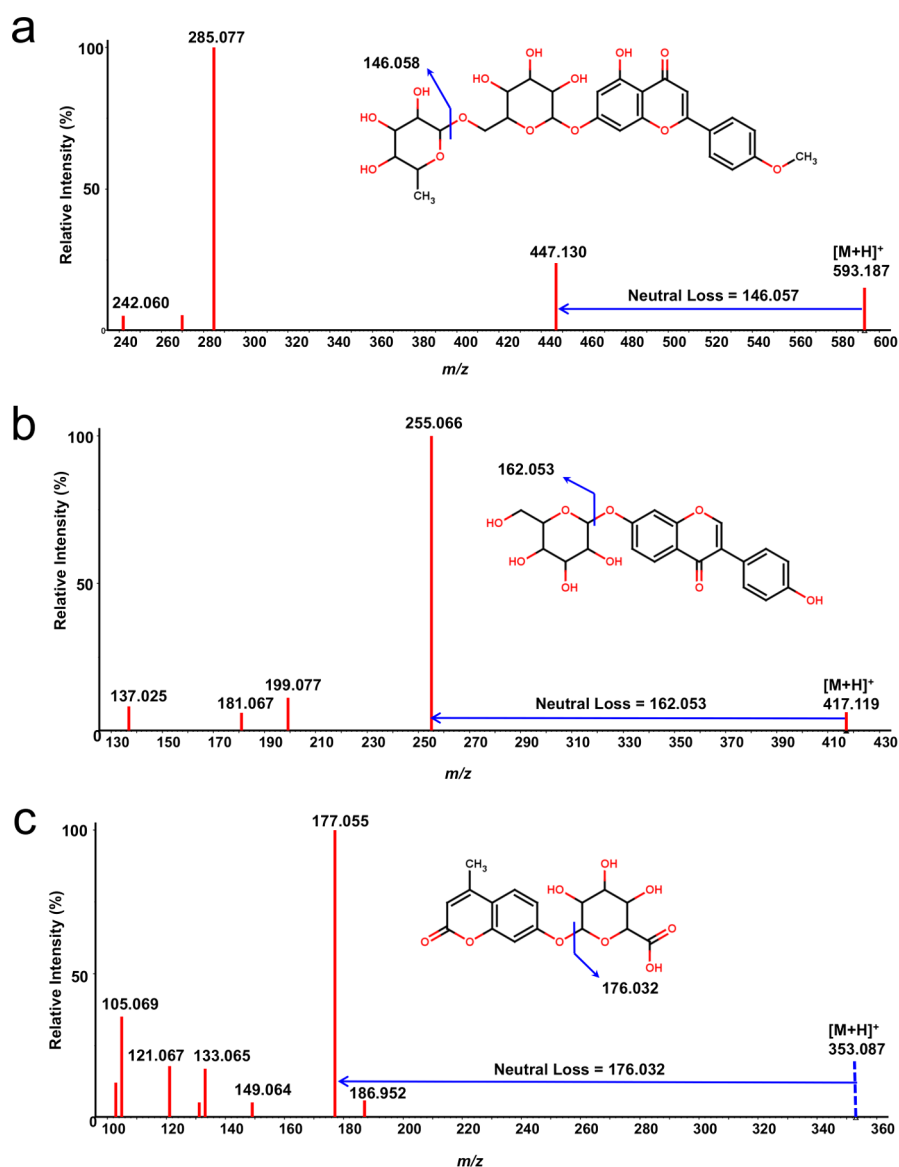 a
285.077
100
Relative Intensity (%)
50
0
146.058
OH
HO
OH
OH
O
OH
HO
HO
O
O
O
O
O
O
CH₃
CH₃
[M+H]⁺
593.187
447.130
Neutral Loss = 146.057
242.060
240 260 280 300 320 340 360 380 400 420 440 460 480 500 520 540 560 580 600
m/z
b
255.066
100
Relative Intensity (%)
50
0
162.053
HO
O
O
O
HO
OH
OH
O
OH
[M+H]⁺
417.119
Neutral Loss = 162.053
137.025
181.067
199.077
130 150 170 190 210 230 250 270 290 310 330 350 370 390 410 430
m/z
c
177.055
100
Relative Intensity (%)
50
0
CH₃
OH
HO
OH
O
O
O
O
O
OH
176.032
[M+H]⁺
353.087
Neutral Loss = 176.032
105.069
121.067
133.065
149.064
186.952
100 120 140 160 180 200 220 240 260 280 300 320 340 360
m/z